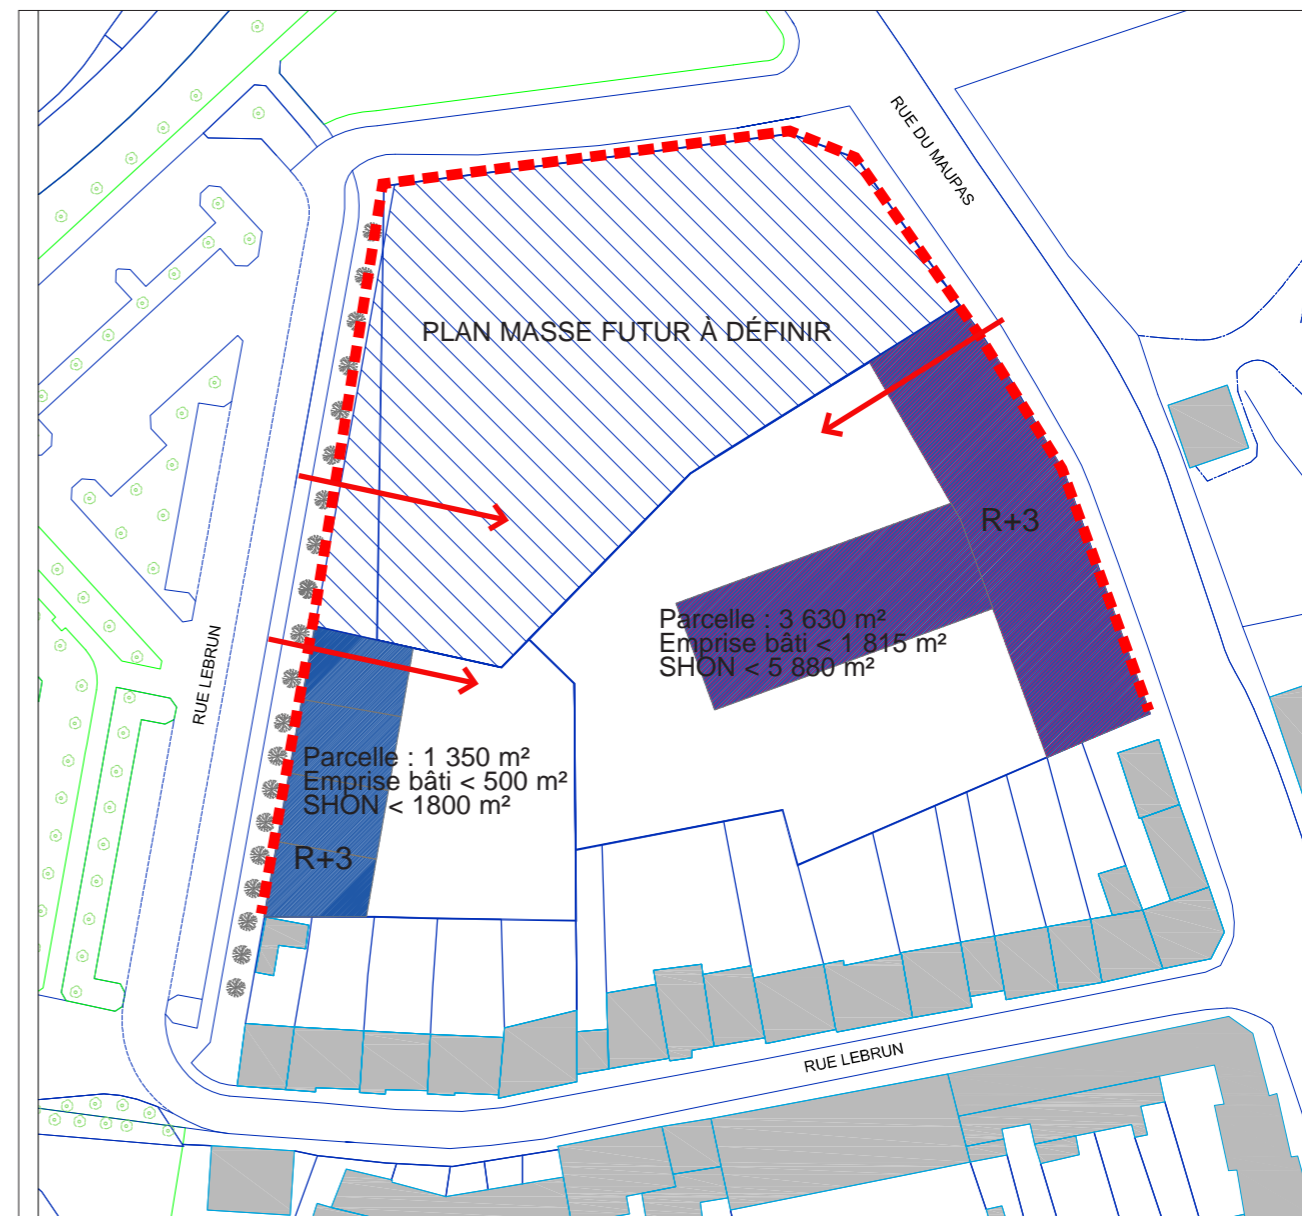 RUE DU MAUPAS
PLAN MASSE FUTUR À DÉFINIR
R+3
Parcelle : 3 630 m²
Emprise bâti < 1 815 m²
SHON < 5 880 m²
RUE LEBRUN
Parcelle : 1 350 m²
Emprise bâti < 500 m²
SHON < 1800 m²
R+3
RUE LEBRUN